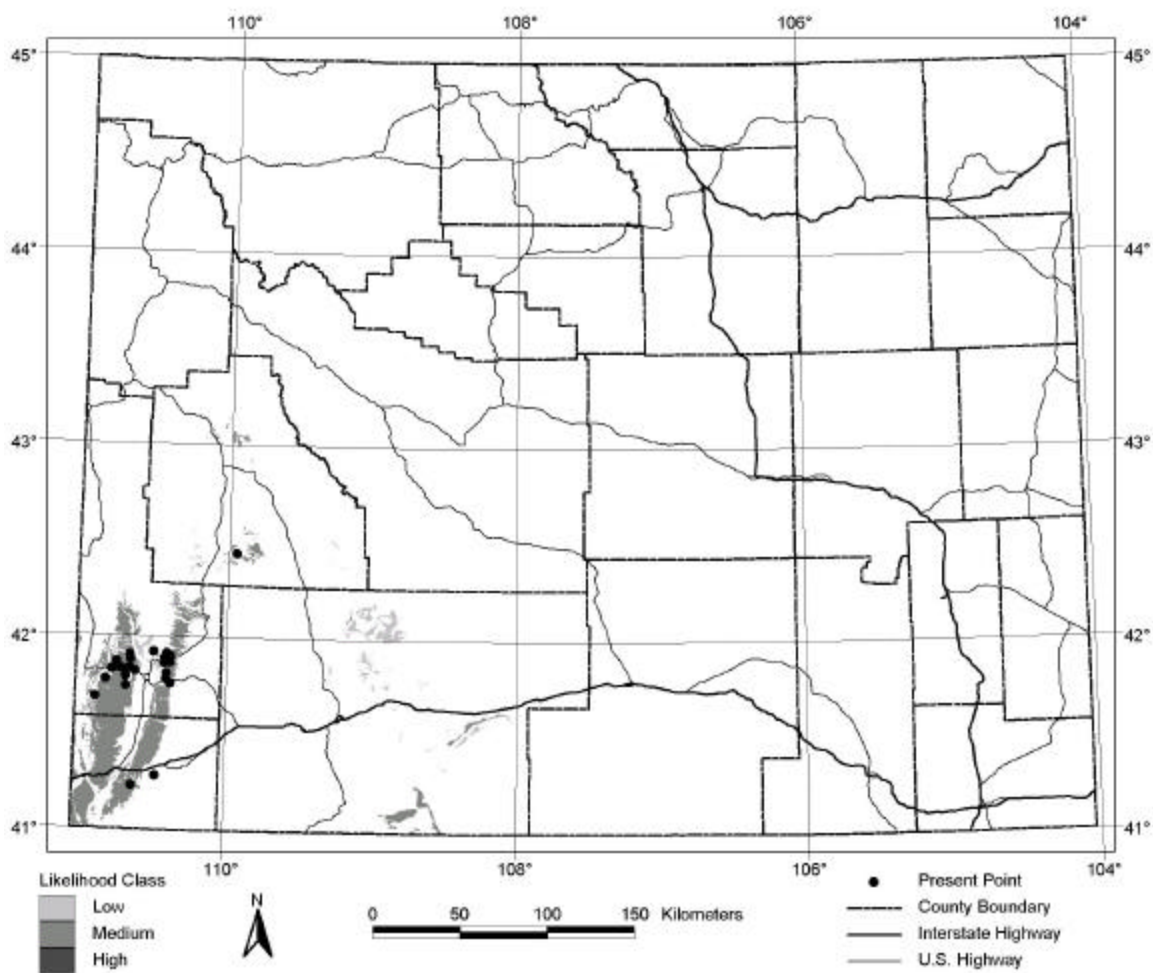 110° 108° 106° 104°
45° 45°
44° 44°
43° 43°
42° 42°
41° 41°
110° 108° 106° 104°
Likelihood Class
Low
Medium
High
N
0 50 100 150 Kilometers
Present Point
County Boundary
Interstate Highway
U.S. Highway